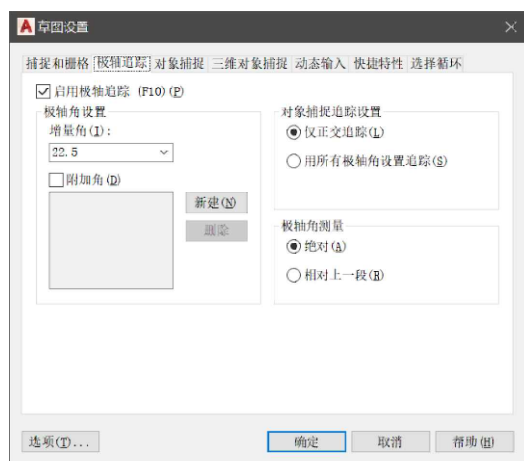 草图设置
捕捉和栅格 极轴追踪 对象捕捉 三维对象捕捉 动态输入 快捷特性 选择循环
启用极轴追踪 (F10)(P)
极轴角设置
增量角(I):
22.5
附加角(D)
新建(N)
删除
对象捕捉追踪设置
仅正交追踪(L)
用所有极轴角设置追踪(S)
极轴角测量
绝对(A)
相对上一段(R)
选项(T)...
确定
取消
帮助(H)